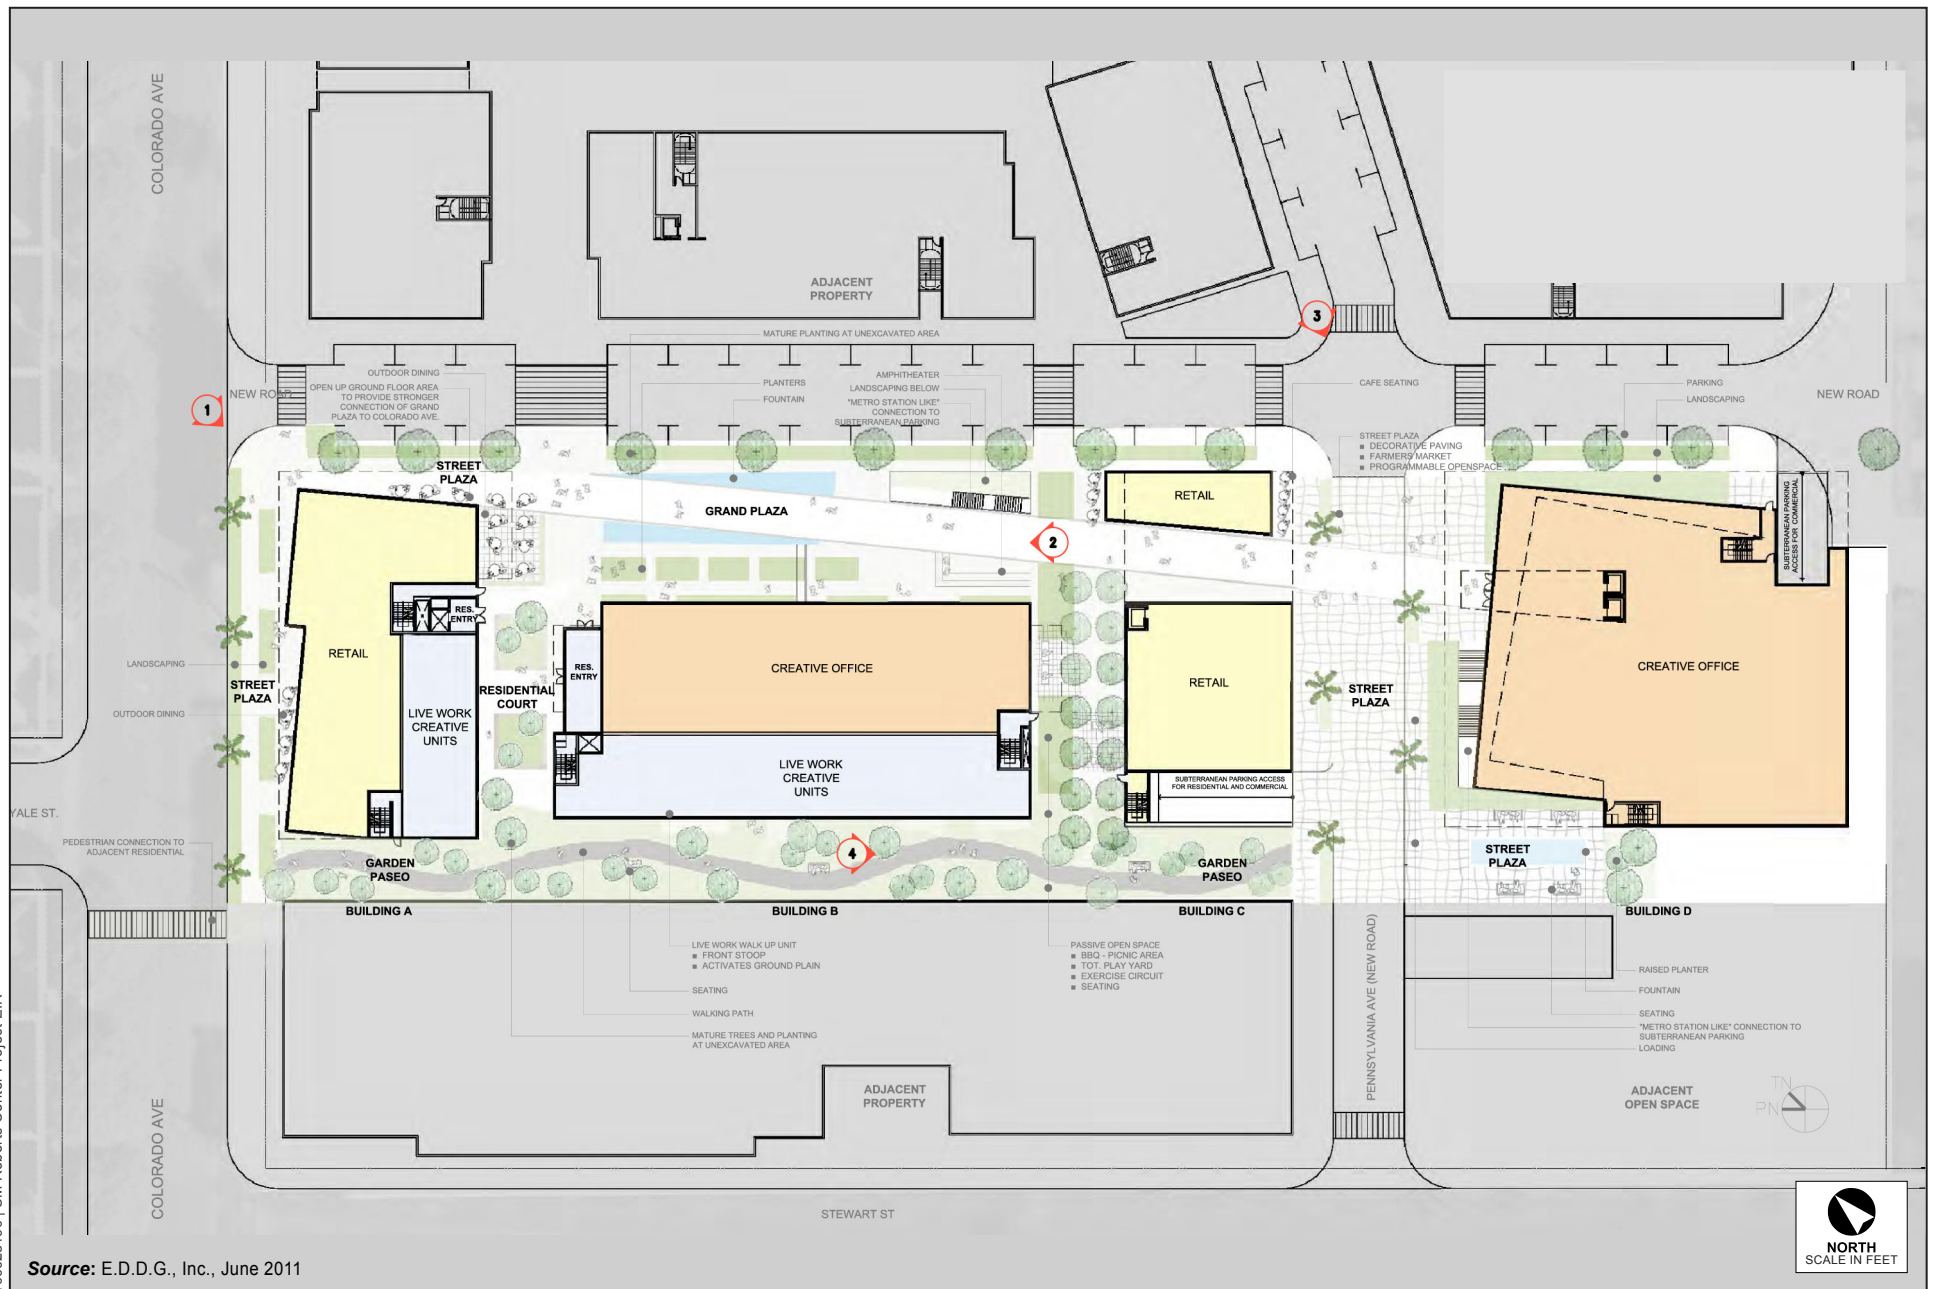 COLORADO AVE
ADJACENT
PROPERTY
MATURE PLANTING AT UNEXCAVATED AREA
3
OUTDOOR DINING
OPEN UP GROUND FLOOR AREA
TO PROVIDE STRONGER
CONNECTION OF GRAND
PLAZA TO COLORADO AVE.
PLANTERS
FOUNTAIN
AMPHITHEATER
LANDSCAPING BELOW
"METRO STATION LIKE"
CONNECTION TO
SUBTERRANEAN PARKING
CAFE SEATING
PARKING
LANDSCAPING
NEW ROAD
NEW ROAD
1
STREET PLAZA
■ DECORATIVE PAVING
■ FARMERS MARKET
■ PROGRAMMABLE OPENSPACE
STREET
PLAZA
GRAND PLAZA
RETAIL
2
SUBTERRANEAN PARKING
ACCESS FOR COMMERCIAL
RES.
ENTRY
RETAIL
LANDSCAPING
STREET
PLAZA
OUTDOOR DINING
LIVE WORK
CREATIVE
UNITS
RESIDENTIAL
COURT
RES.
ENTRY
CREATIVE OFFICE
LIVE WORK
CREATIVE
UNITS
RETAIL
SUBTERRANEAN PARKING ACCESS
FOR RESIDENTIAL AND COMMERCIAL
STREET
PLAZA
CREATIVE OFFICE
YALE ST.
PEDESTRIAN CONNECTION TO
ADJACENT RESIDENTIAL
GARDEN
PASEO
4
GARDEN
PASEO
STREET
PLAZA
BUILDING A
BUILDING B
BUILDING C
BUILDING D
LIVE WORK WALK UP UNIT
■ FRONT STOOP
■ ACTIVATES GROUND PLAIN
SEATING
WALKING PATH
MATURE TREES AND PLANTING
AT UNEXCAVATED AREA
PASSIVE OPEN SPACE
■ BBQ - PICNIC AREA
■ TOT. PLAY YARD
■ EXERCISE CIRCUIT
■ SEATING
PENNSYLVANIA AVE (NEW ROAD)
RAISED PLANTER
FOUNTAIN
SEATING
"METRO STATION LIKE" CONNECTION TO
SUBTERRANEAN PARKING
LOADING
ADJACENT
PROPERTY
ADJACENT
OPEN SPACE
TN
PN
COLORADO AVE
STEWART ST
NORTH
SCALE IN FEET
Source: E.D.D.G., Inc., June 2011